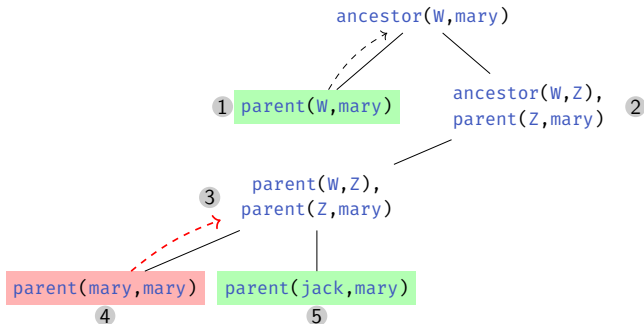 ancestor(W,mary)
1 parent(W,mary)
ancestor(W,Z),
parent(Z,mary)
2
3
parent(W,Z),
parent(Z,mary)
parent(mary,mary)
parent(jack,mary)
4
5